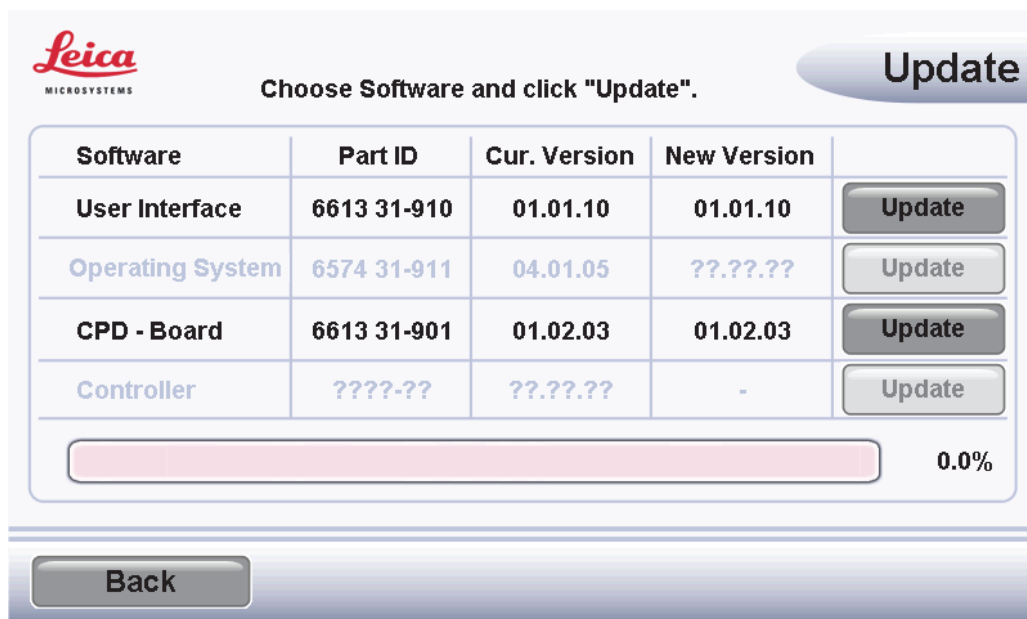 Leica
MICROSYSTEMS
Choose Software and click "Update".
Update
Software Part ID Cur. Version New Version
User Interface 6613 31-910 01.01.10 01.01.10 Update
Operating System 6574 31-911 04.01.05 ??.??.?? Update
CPD - Board 6613 31-901 01.02.03 01.02.03 Update
Controller ????-?? ??.??.?? - Update
0.0%
Back